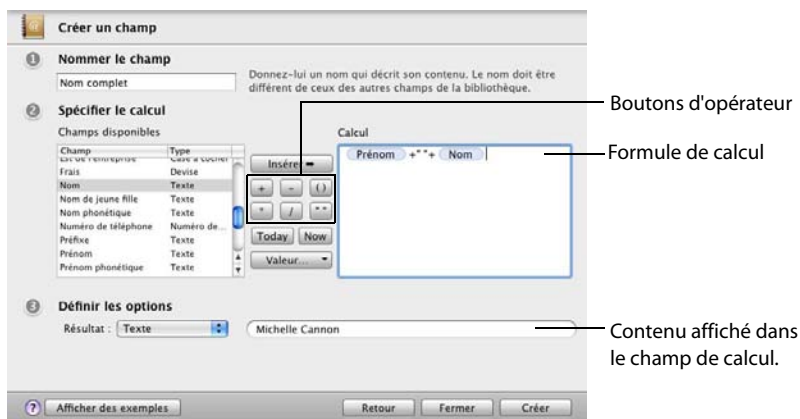 Créer un champ
1 Nommer le champ
Nom complet
Donnez-lui un nom qui décrit son contenu. Le nom doit être
différent de ceux des autres champs de la bibliothèque.
2 Spécifier le calcul
Champs disponibles
Champ Type
Est de l'entreprise Case à cocher
Frais Devise
Nom Texte
Nom de jeune fille Texte
Nom phonétique Texte
Numéro de téléphone Numéro de...
Préfixe Texte
Prénom Texte
Prénom phonétique Texte
Insérer ➡
+ - ()
* / " "
Today Now
Valeur...
Calcul
Prénom +" "+ Nom
Boutons d'opérateur
Formule de calcul
3 Définir les options
Résultat : Texte
Michelle Cannon
Contenu affiché dans
le champ de calcul.
? Afficher des exemples
Retour Fermer Créer